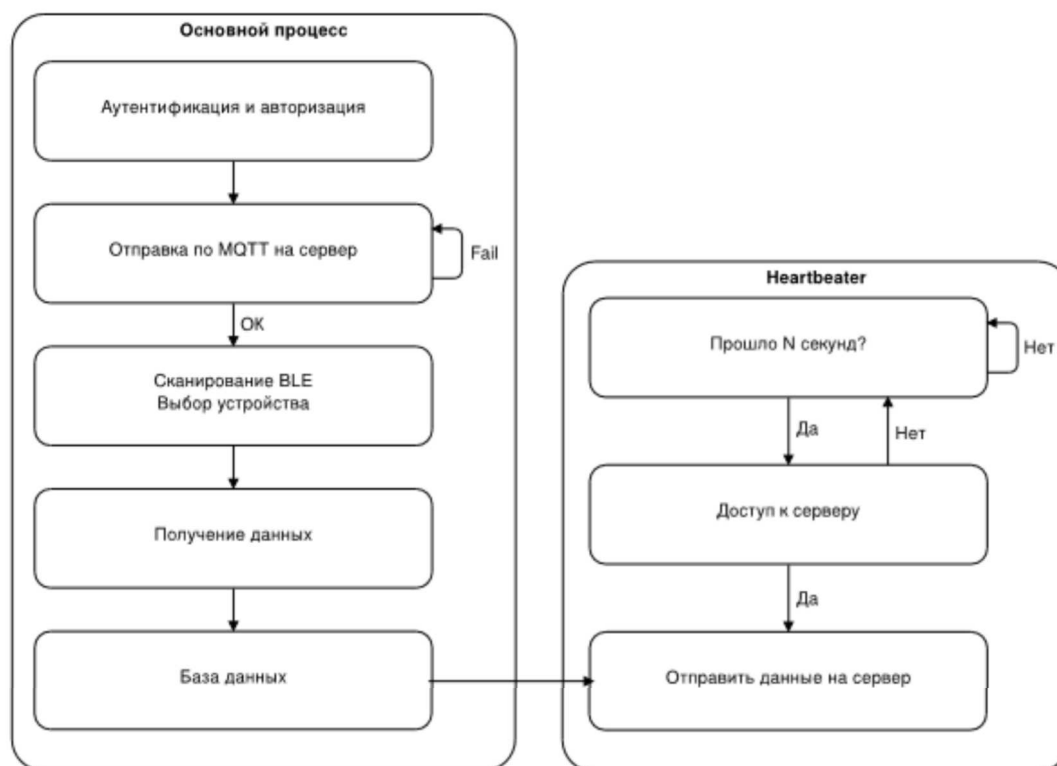 Основной процесс
Аутентификация и авторизация
Отправка по MQTT на сервер
Fail
ОК
Сканирование BLE
Выбор устройства
Получение данных
База данных
Heartbeater
Прошло N секунд?
Нет
Да
Нет
Доступ к серверу
Да
Отправить данные на сервер